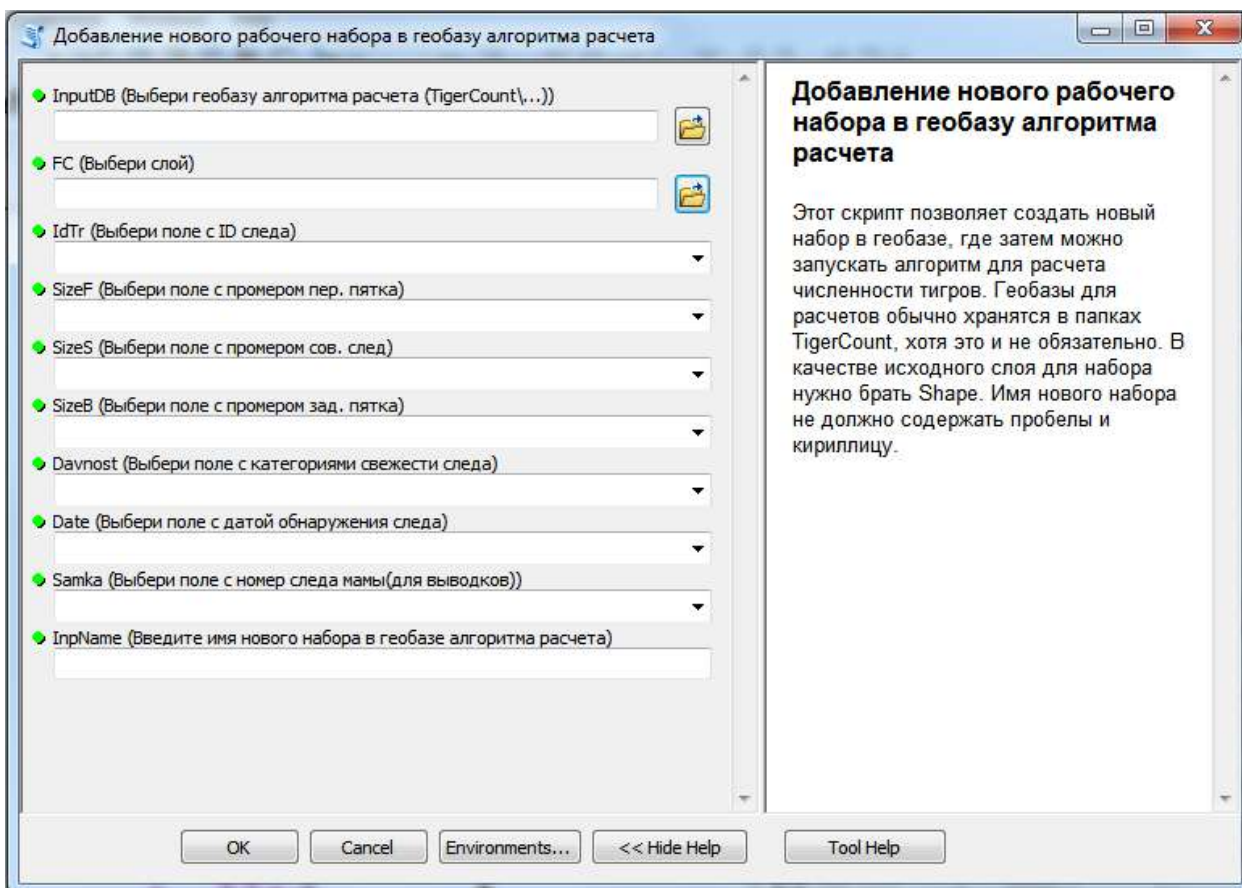 Добавление нового рабочего набора в геобазу алгоритма расчета
InputDB (Выбери геобазу алгоритма расчета (TigerCount\...))
FC (Выбери слой)
IdTr (Выбери поле с ID следа)
SizeF (Выбери поле с промером пер. пятка)
SizeS (Выбери поле с промером сов. след)
SizeB (Выбери поле с промером зад. пятка)
Davnost (Выбери поле с категориями свежести следа)
Date (Выбери поле с датой обнаружения следа)
Samka (Выбери поле с номер следа мамы(для выводков))
InpName (Введите имя нового набора в геобазе алгоритма расчета)
Добавление нового рабочего
набора в геобазу алгоритма
расчета
Этот скрипт позволяет создать новый
набор в геобазе, где затем можно
запускать алгоритм для расчета
численности тигров. Геобазы для
расчетов обычно хранятся в папках
TigerCount, хотя это и не обязательно. В
качестве исходного слоя для набора
нужно брать Shape. Имя нового набора
не должно содержать пробелы и
кириллицу.
OK
Cancel
Environments...
<< Hide Help
Tool Help